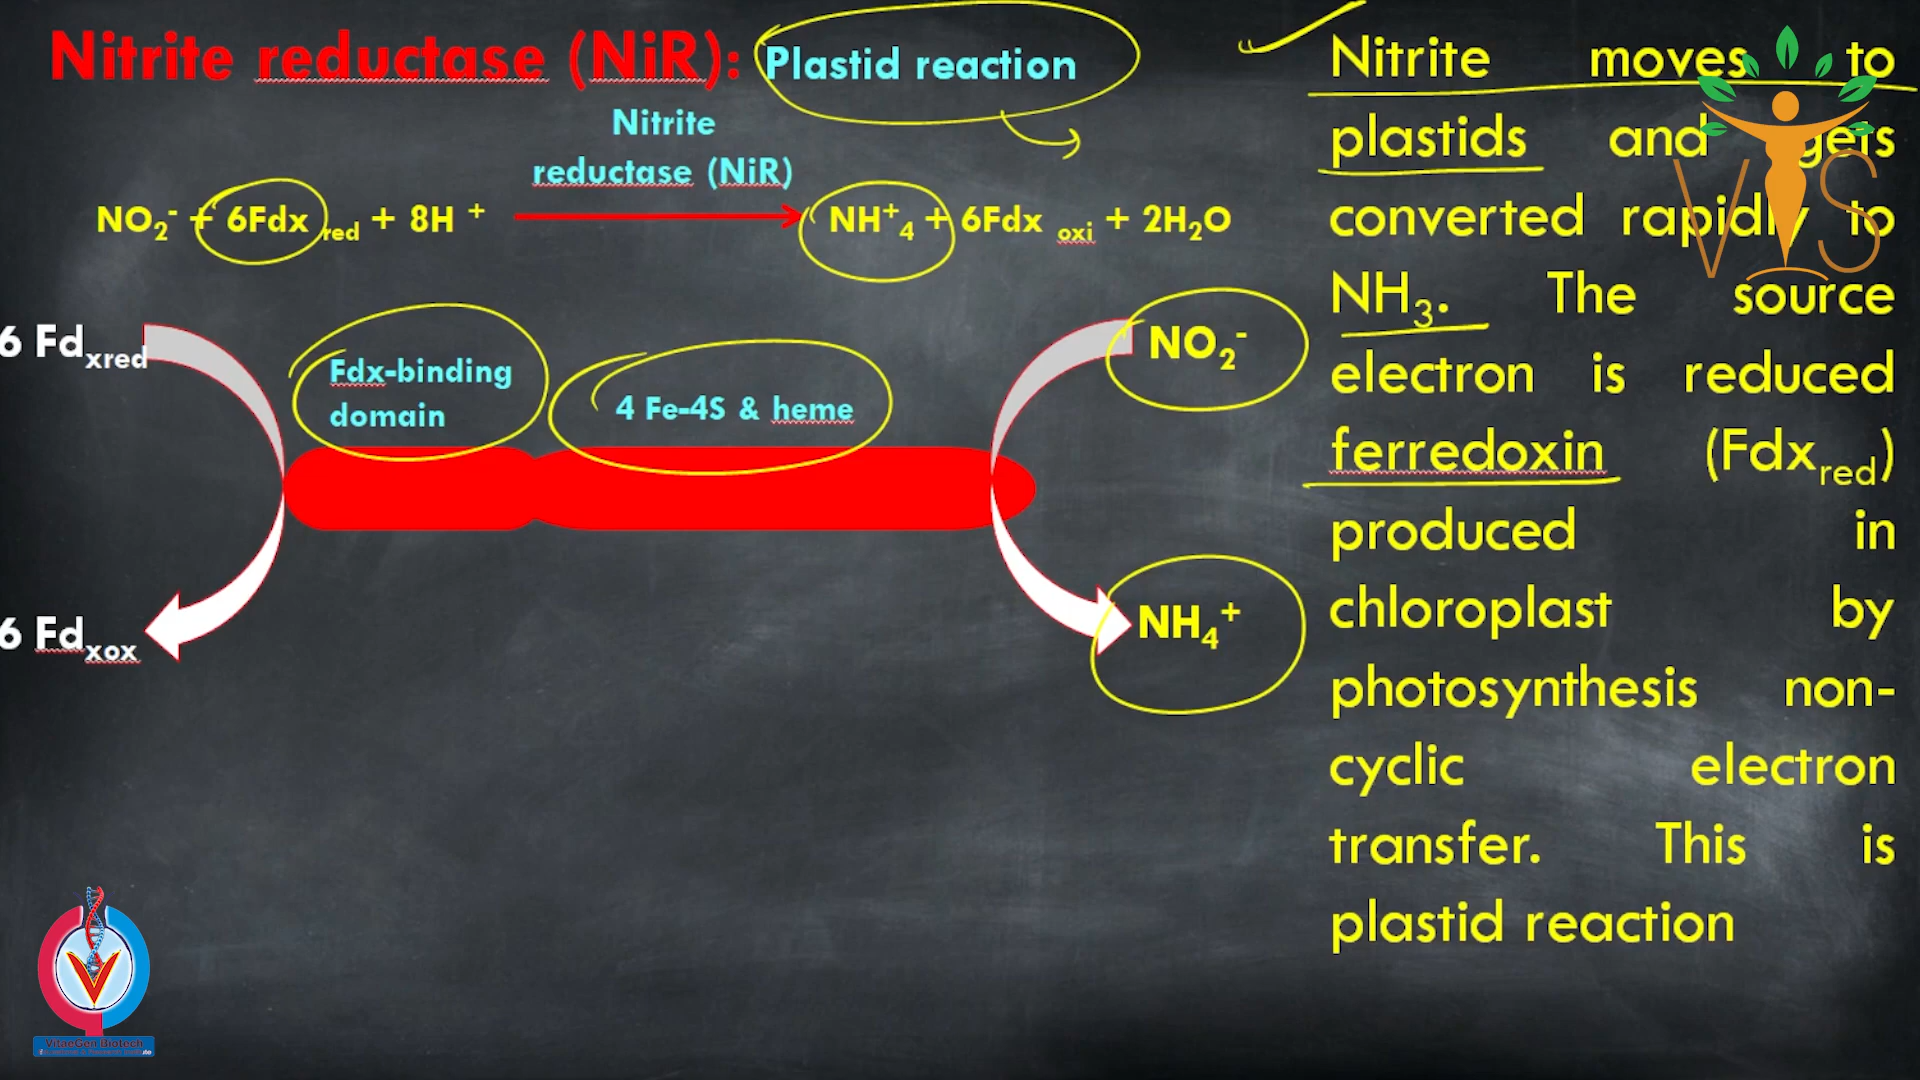 Nitrite reductase (NiR): Plastid reaction
Nitrite
reductase (NiR)
NO₂⁻ + 6Fdx red + 8H ⁺ NH⁺₄ + 6Fdx oxi + 2H₂O
6 Fdxred
Fdx-binding
domain
4 Fe-4S & heme
NO₂⁻
6 Fdxox
NH₄⁺
Nitrite moves to
plastids and gets
converted rapidly to
NH₃. The source
electron is reduced
ferredoxin (Fdxred)
produced in
chloroplast by
photosynthesis non-
cyclic electron
transfer. This is
plastid reaction
V S
V
VitaeGen Biotech